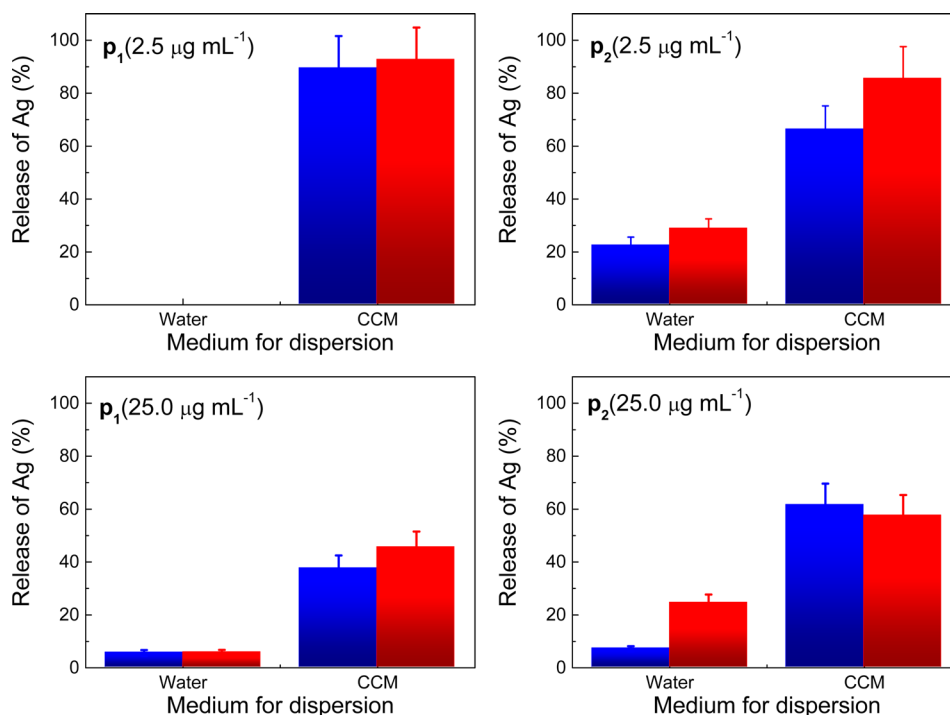 p₁(2.5 μg mL⁻¹)
Release of Ag (%)
100
80
60
40
20
0
Water CCM
Medium for dispersion
p₂(2.5 μg mL⁻¹)
Release of Ag (%)
100
80
60
40
20
0
Water CCM
Medium for dispersion
p₁(25.0 μg mL⁻¹)
Release of Ag (%)
100
80
60
40
20
0
Water CCM
Medium for dispersion
p₂(25.0 μg mL⁻¹)
Release of Ag (%)
100
80
60
40
20
0
Water CCM
Medium for dispersion